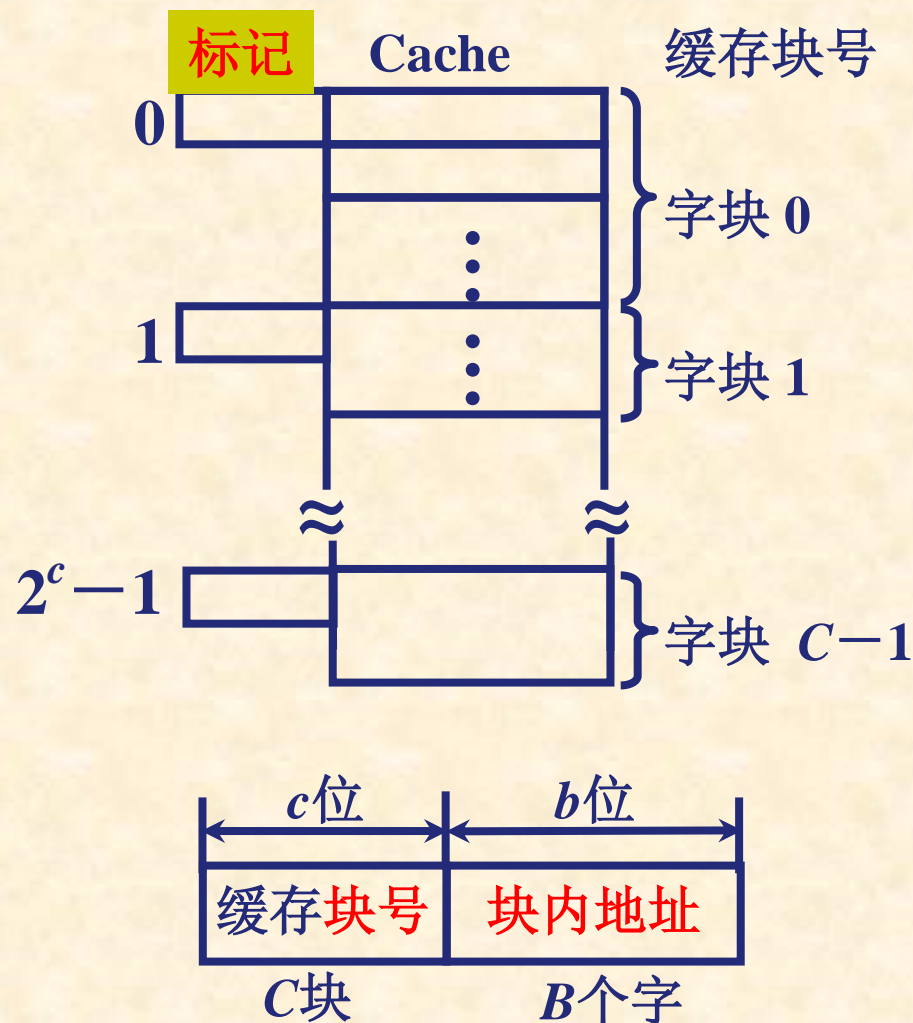 标记 Cache 缓存块号
0
字块 0
1
字块 1
2^c－1
字块 C－1
c位 b位
缓存块号 块内地址
C块 B个字